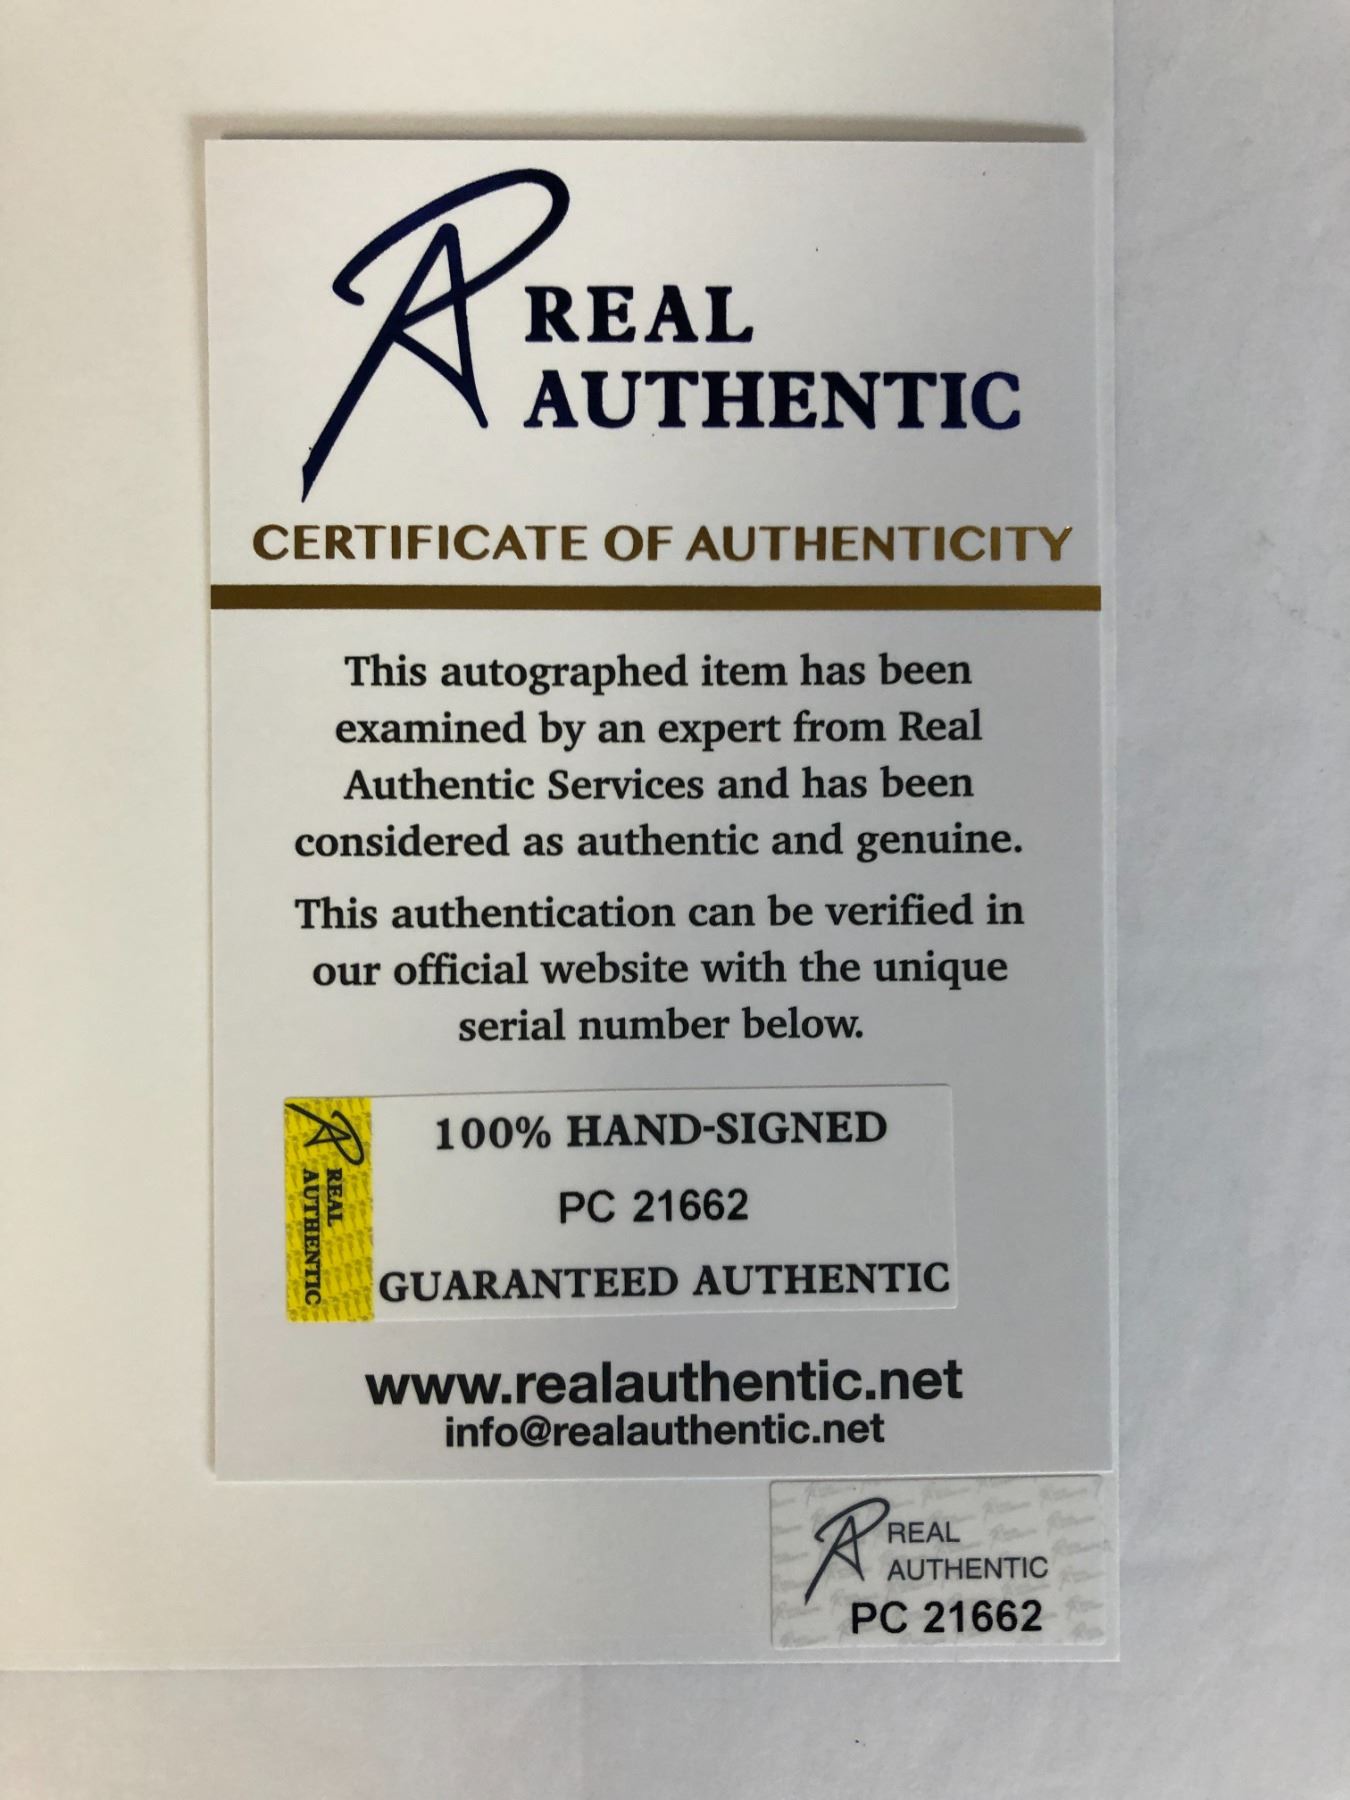 REAL
AUTHENTIC
CERTIFICATE OF AUTHENTICITY
This autographed item has been
examined by an expert from Real
Authentic Services and has been
considered as authentic and genuine.
This authentication can be verified in
our official website with the unique
serial number below.
REAL
AUTHENTIC
100% HAND-SIGNED
PC 21662
GUARANTEED AUTHENTIC
www.realauthentic.net
info@realauthentic.net
REAL
AUTHENTIC
PC 21662